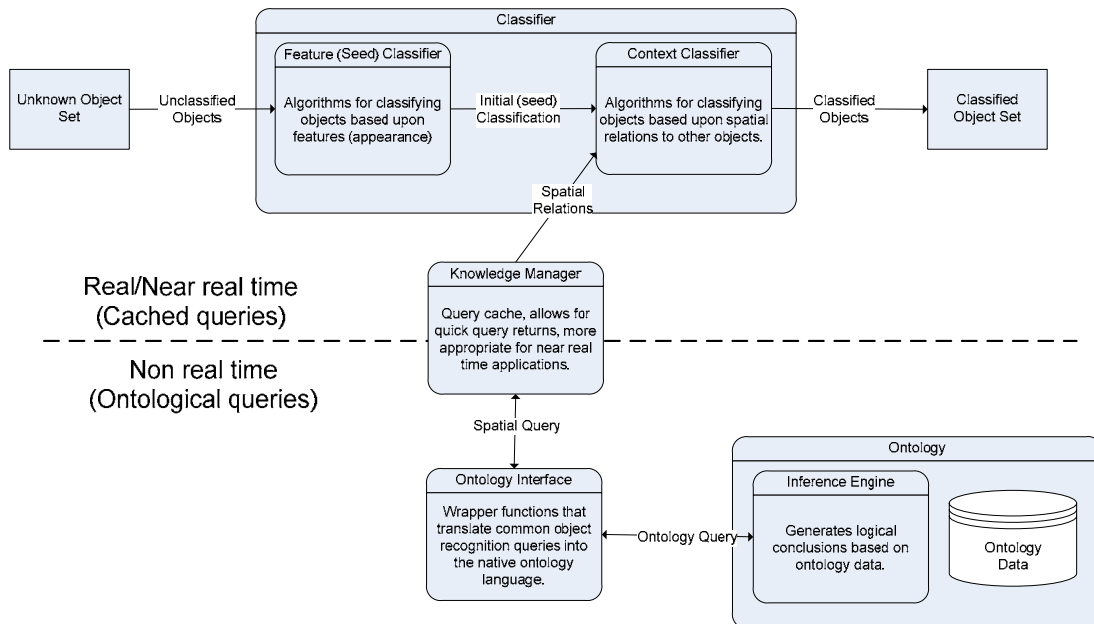 Classifier
Feature (Seed) Classifier
Algorithms for classifying
objects based upon
features (appearance)
Context Classifier
Algorithms for classifying
objects based upon spatial
relations to other objects.
Unknown Object
Set
Unclassified
Objects
Initial (seed)
Classification
Classified
Objects
Classified
Object Set
Spatial
Relations
Knowledge Manager
Query cache, allows for
quick query returns, more
appropriate for near real
time applications.
Real/Near real time
(Cached queries)
Non real time
(Ontological queries)
Spatial Query
Ontology Interface
Wrapper functions that
translate common object
recognition queries into
the native ontology
language.
Ontology Query
Ontology
Inference Engine
Generates logical
conclusions based on
ontology data.
Ontology
Data